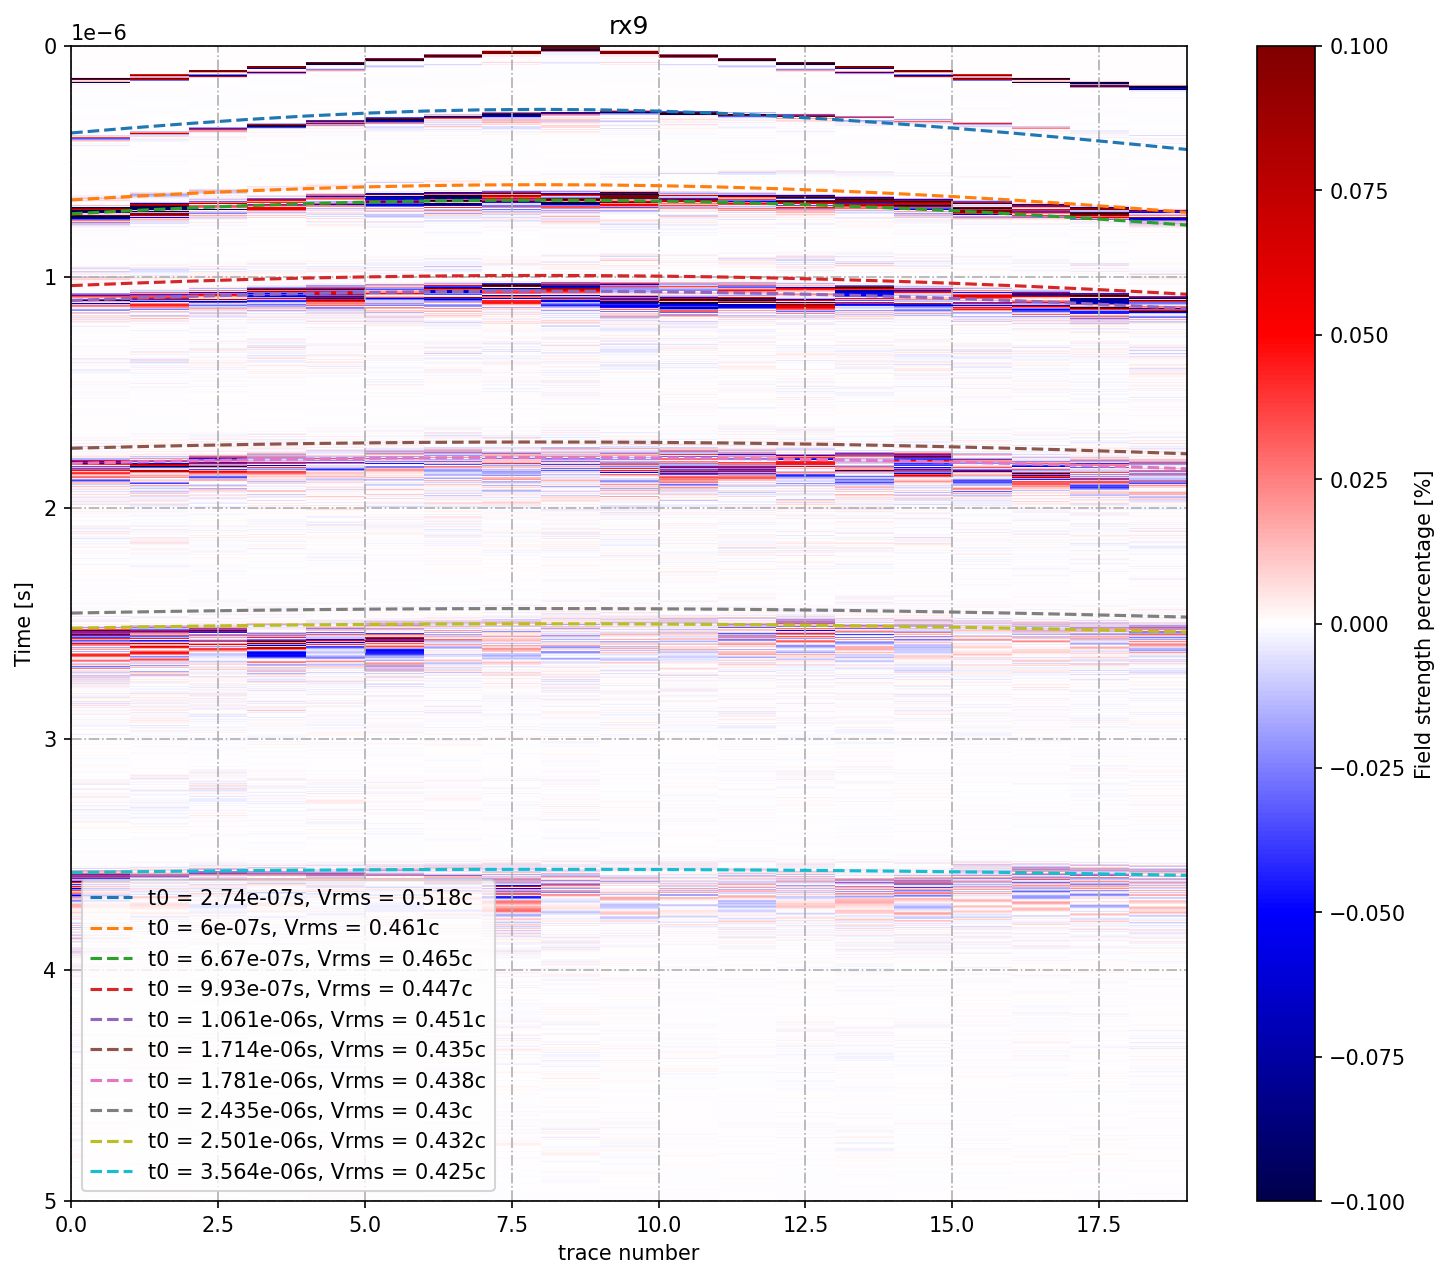 rx9
1e−6
0
1
2
3
4
5
Time [s]
0.0
2.5
5.0
7.5
10.0
12.5
15.0
17.5
trace number
t0 = 2.74e-07s, Vrms = 0.518c
t0 = 6e-07s, Vrms = 0.461c
t0 = 6.67e-07s, Vrms = 0.465c
t0 = 9.93e-07s, Vrms = 0.447c
t0 = 1.061e-06s, Vrms = 0.451c
t0 = 1.714e-06s, Vrms = 0.435c
t0 = 1.781e-06s, Vrms = 0.438c
t0 = 2.435e-06s, Vrms = 0.43c
t0 = 2.501e-06s, Vrms = 0.432c
t0 = 3.564e-06s, Vrms = 0.425c
0.100
0.075
0.050
0.025
0.000
−0.025
−0.050
−0.075
−0.100
Field strength percentage [%]